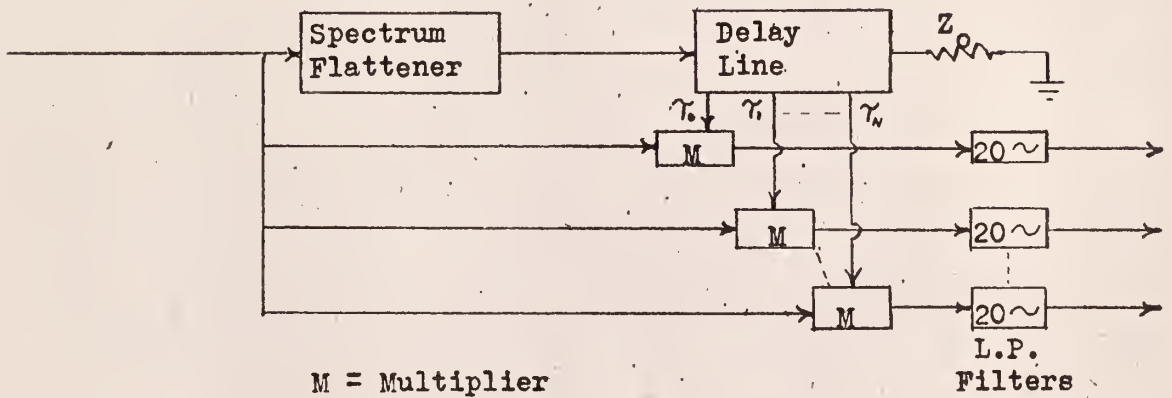 Spectrum
Flattener
Delay
Line
Z₀
τ₀ τ₁ --- τ_N
M
20~
M
20~
M
20~
L.P.
Filters
M = Multiplier